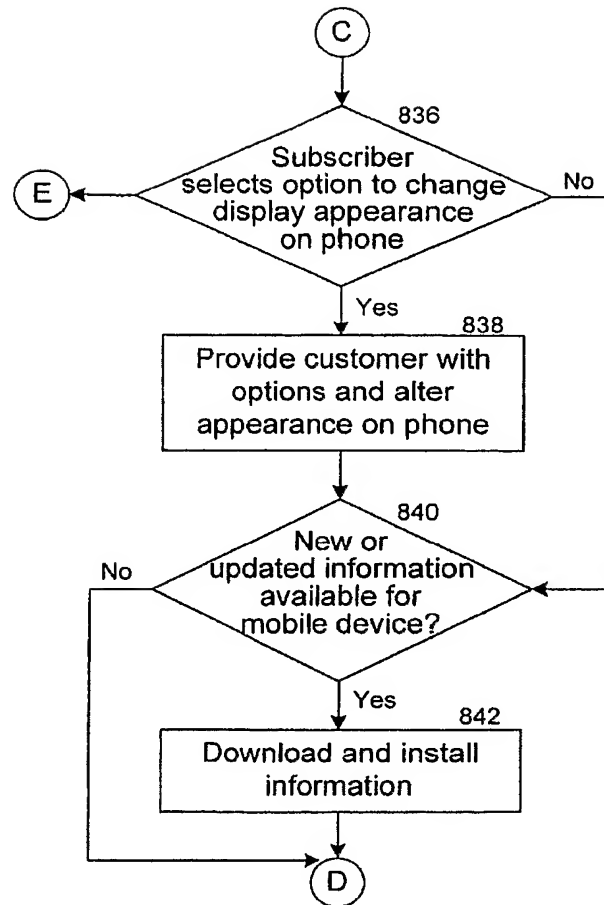 C
836
Subscriber
selects option to change
display appearance
on phone
E
No
Yes
838
Provide customer with
options and alter
appearance on phone
840
New or
updated information
available for
mobile device?
No
Yes
842
Download and install
information
D